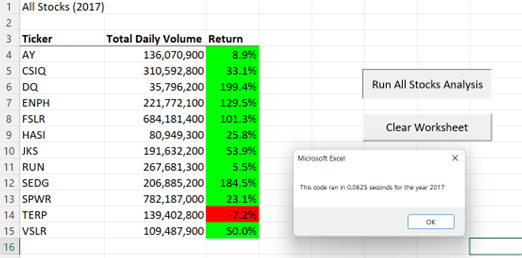 1 All Stocks (2017)
2
3 Ticker Total Daily Volume Return
4 AY 136,070,900 8.9%
5 CSIQ 310,592,800 33.1%
6 DQ 35,796,200 199.4%
7 ENPH 221,772,100 129.5%
8 FSLR 684,181,400 101.3%
9 HASI 80,949,300 25.8%
10 JKS 191,632,200 53.9%
11 RUN 267,681,300 5.5%
12 SEDG 206,885,200 184.5%
13 SPWR 782,187,000 23.1%
14 TERP 139,402,800 -7.2%
15 VSLR 109,487,900 50.0%
16
Run All Stocks Analysis
Clear Worksheet
Microsoft Excel
This code ran in 0.0625 seconds for the year 2017
OK